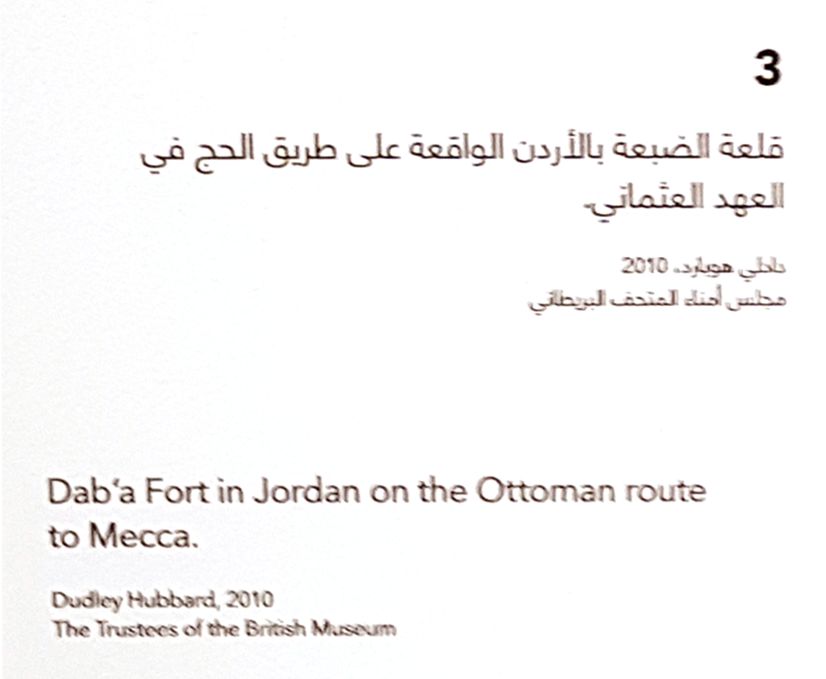 3
قلعة الضبعة بالأردن الواقعة على طريق الحج في
العهد العثماني.
دادلي هوبارد، 2010
مجلس أمناء المتحف البريطاني
Dab‘a Fort in Jordan on the Ottoman route
to Mecca.
Dudley Hubbard, 2010
The Trustees of the British Museum